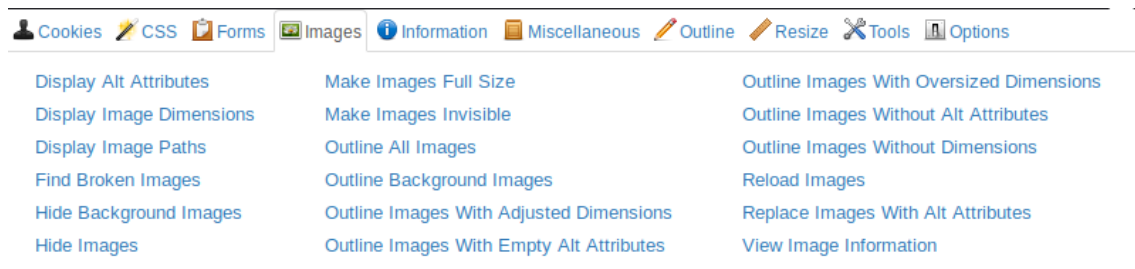 Cookies CSS Forms Images Information Miscellaneous Outline Resize Tools Options
Display Alt Attributes
Display Image Dimensions
Display Image Paths
Find Broken Images
Hide Background Images
Hide Images
Make Images Full Size
Make Images Invisible
Outline All Images
Outline Background Images
Outline Images With Adjusted Dimensions
Outline Images With Empty Alt Attributes
Outline Images With Oversized Dimensions
Outline Images Without Alt Attributes
Outline Images Without Dimensions
Reload Images
Replace Images With Alt Attributes
View Image Information